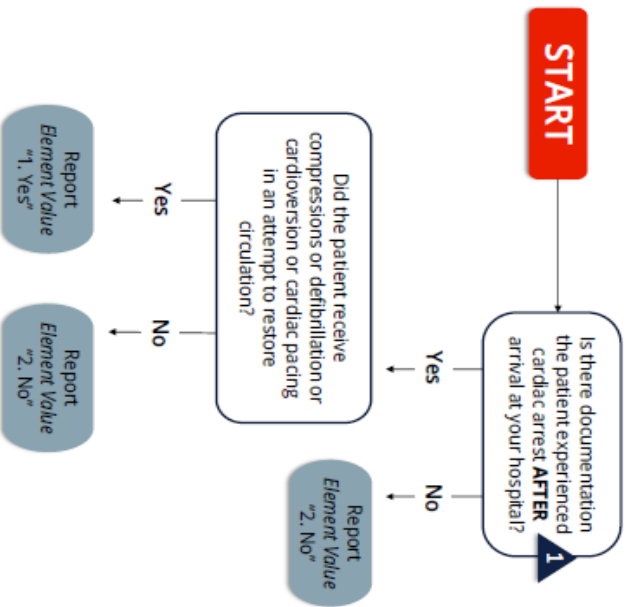 START
Is there documentation
the patient experienced
cardiac arrest AFTER
arrival at your hospital?
1
Yes
No
Did the patient receive
compressions or defibrillation or
cardioversion or cardiac pacing
in an attempt to restore
circulation?
Report
Element Value
"2. No"
Yes
No
Report
Element Value
"1. Yes"
Report
Element Value
"2. No"